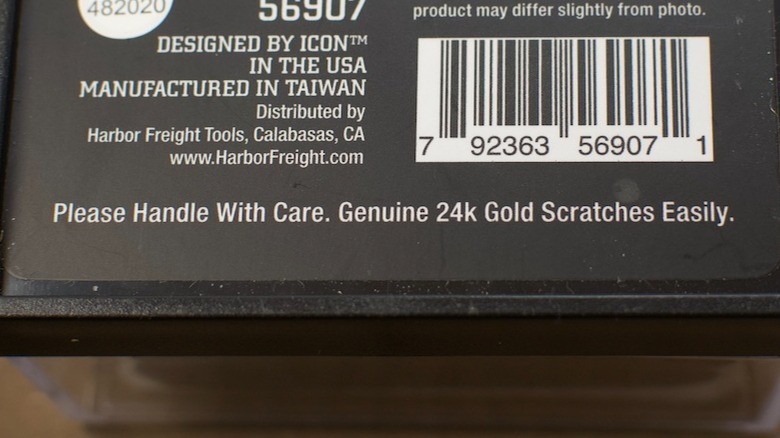 482020
56907
product may differ slightly from photo.
DESIGNED BY ICON™
IN THE USA
MANUFACTURED IN TAIWAN
Distributed by
Harbor Freight Tools, Calabasas, CA
www.HarborFreight.com
7 92363 56907 1
Please Handle With Care. Genuine 24k Gold Scratches Easily.